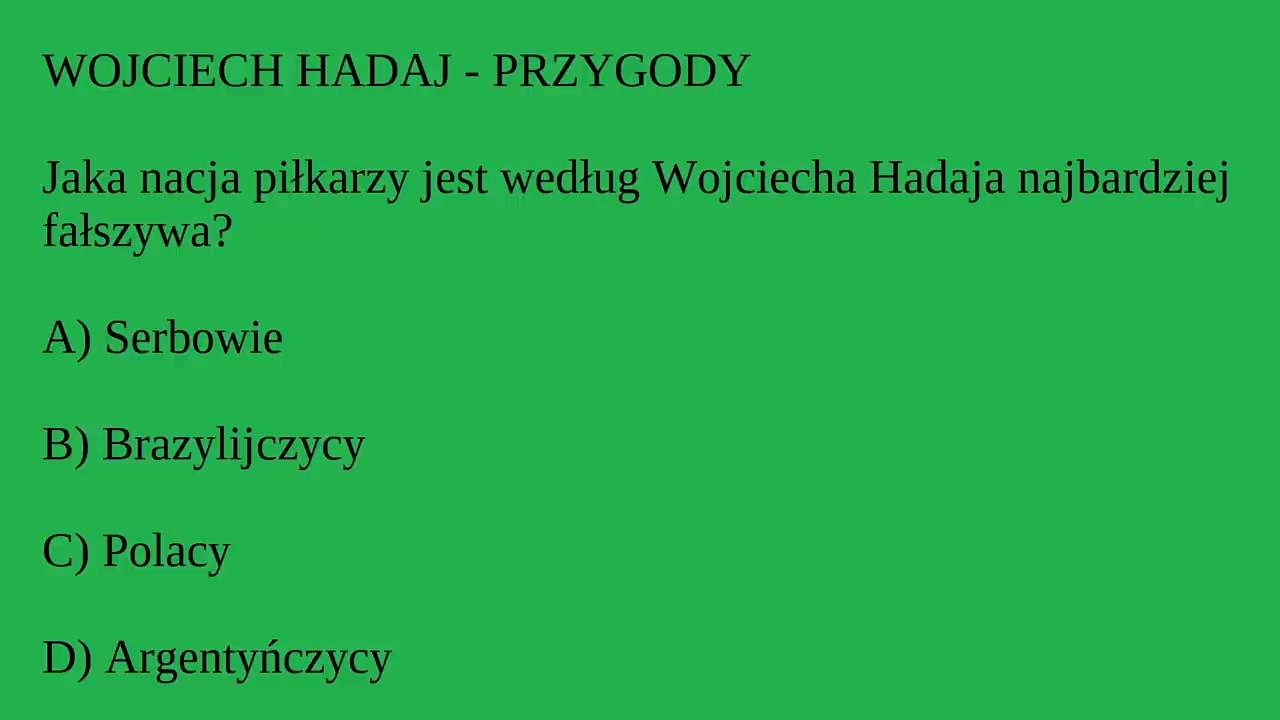 WOJCIECH HADAJ - PRZYGODY
Jaka nacja piłkarzy jest według Wojciecha Hadaja najbardziej
fałszywa?
A) Serbowie
B) Brazylijczycy
C) Polacy
D) Argentyńczycy